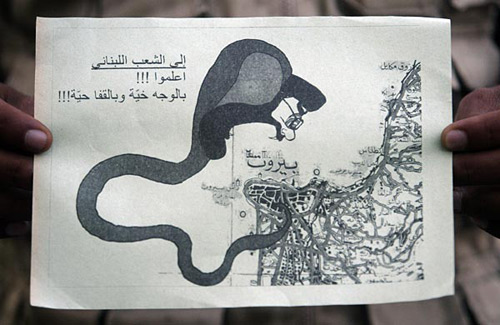 إلى الشعب اللبناني
اعلموا !!!
بالوجه خيّة وبالقفا حيّة!!!
بيروت